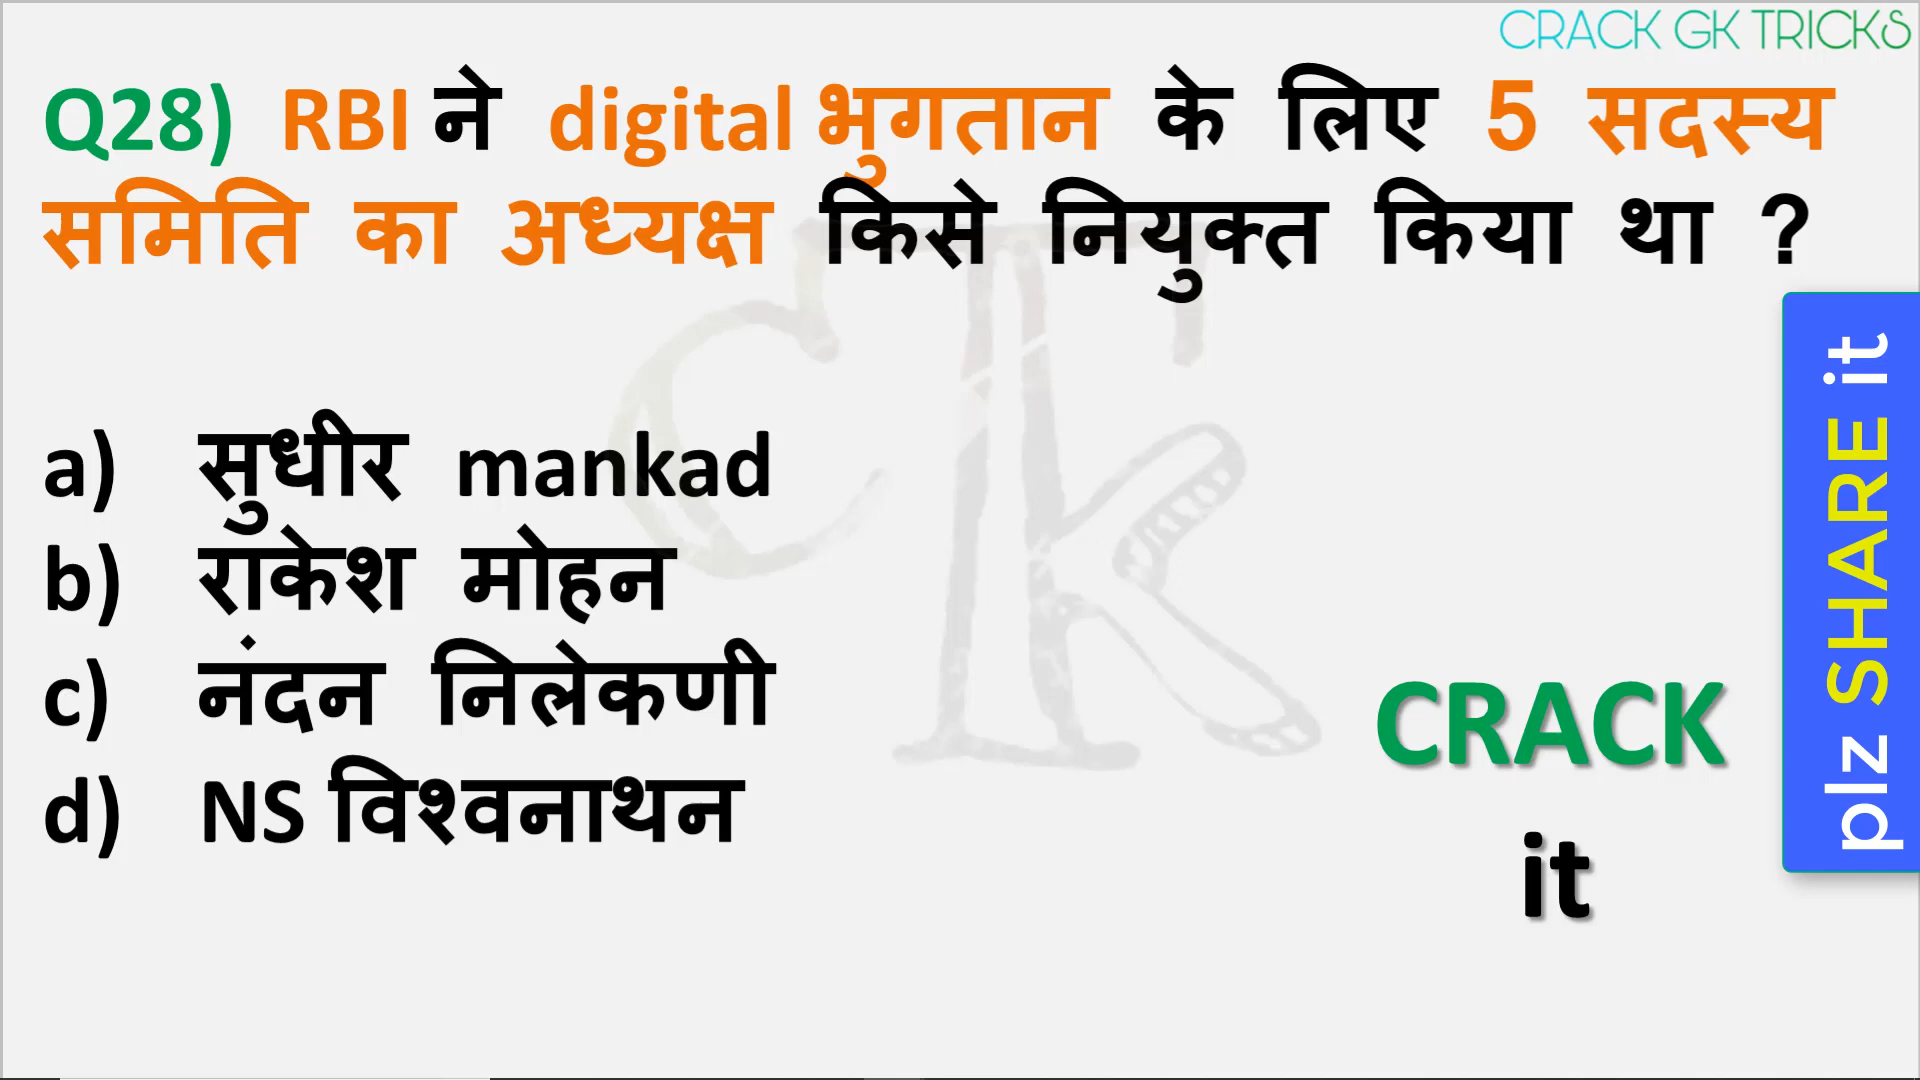 CRACK GK TRICKS
Q28) RBI ने digital भुगतान के लिए 5 सदस्य
समिति का अध्यक्ष किसे नियुक्त किया था ?
a) सुधीर mankad
b) राकेश मोहन
c) नंदन निलेकणी
d) NS विश्वनाथन
CRACK
it
plz SHARE it
CK